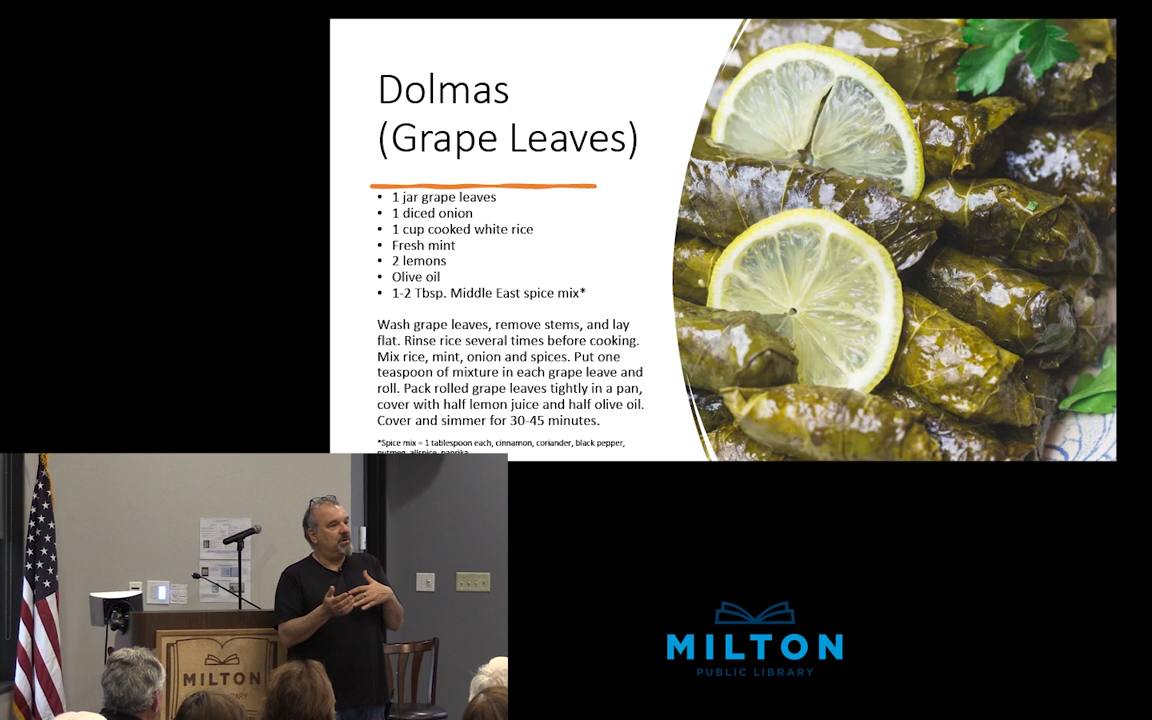 Dolmas
(Grape Leaves)
• 1 jar grape leaves
• 1 diced onion
• 1 cup cooked white rice
• Fresh mint
• 2 lemons
• Olive oil
• 1-2 Tbsp. Middle East spice mix*
Wash grape leaves, remove stems, and lay
flat. Rinse rice several times before cooking.
Mix rice, mint, onion and spices. Put one
teaspoon of mixture in each grape leave and
roll. Pack rolled grape leaves tightly in a pan,
cover with half lemon juice and half olive oil.
Cover and simmer for 30-45 minutes.
*Spice mix = 1 tablespoon each, cinnamon, coriander, black pepper,
nutmeg, allspice, paprika
MILTON
MILTON
PUBLIC LIBRARY